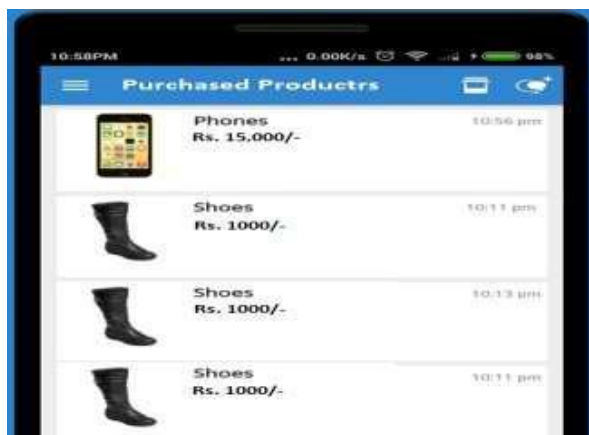 10:58PM ... 0.00K/s 98%
Purchased Productrs
Phones 10:56 pm
Rs. 15,000/-
Shoes 10:11 pm
Rs. 1000/-
Shoes 10:13 pm
Rs. 1000/-
Shoes 10:11 pm
Rs. 1000/-